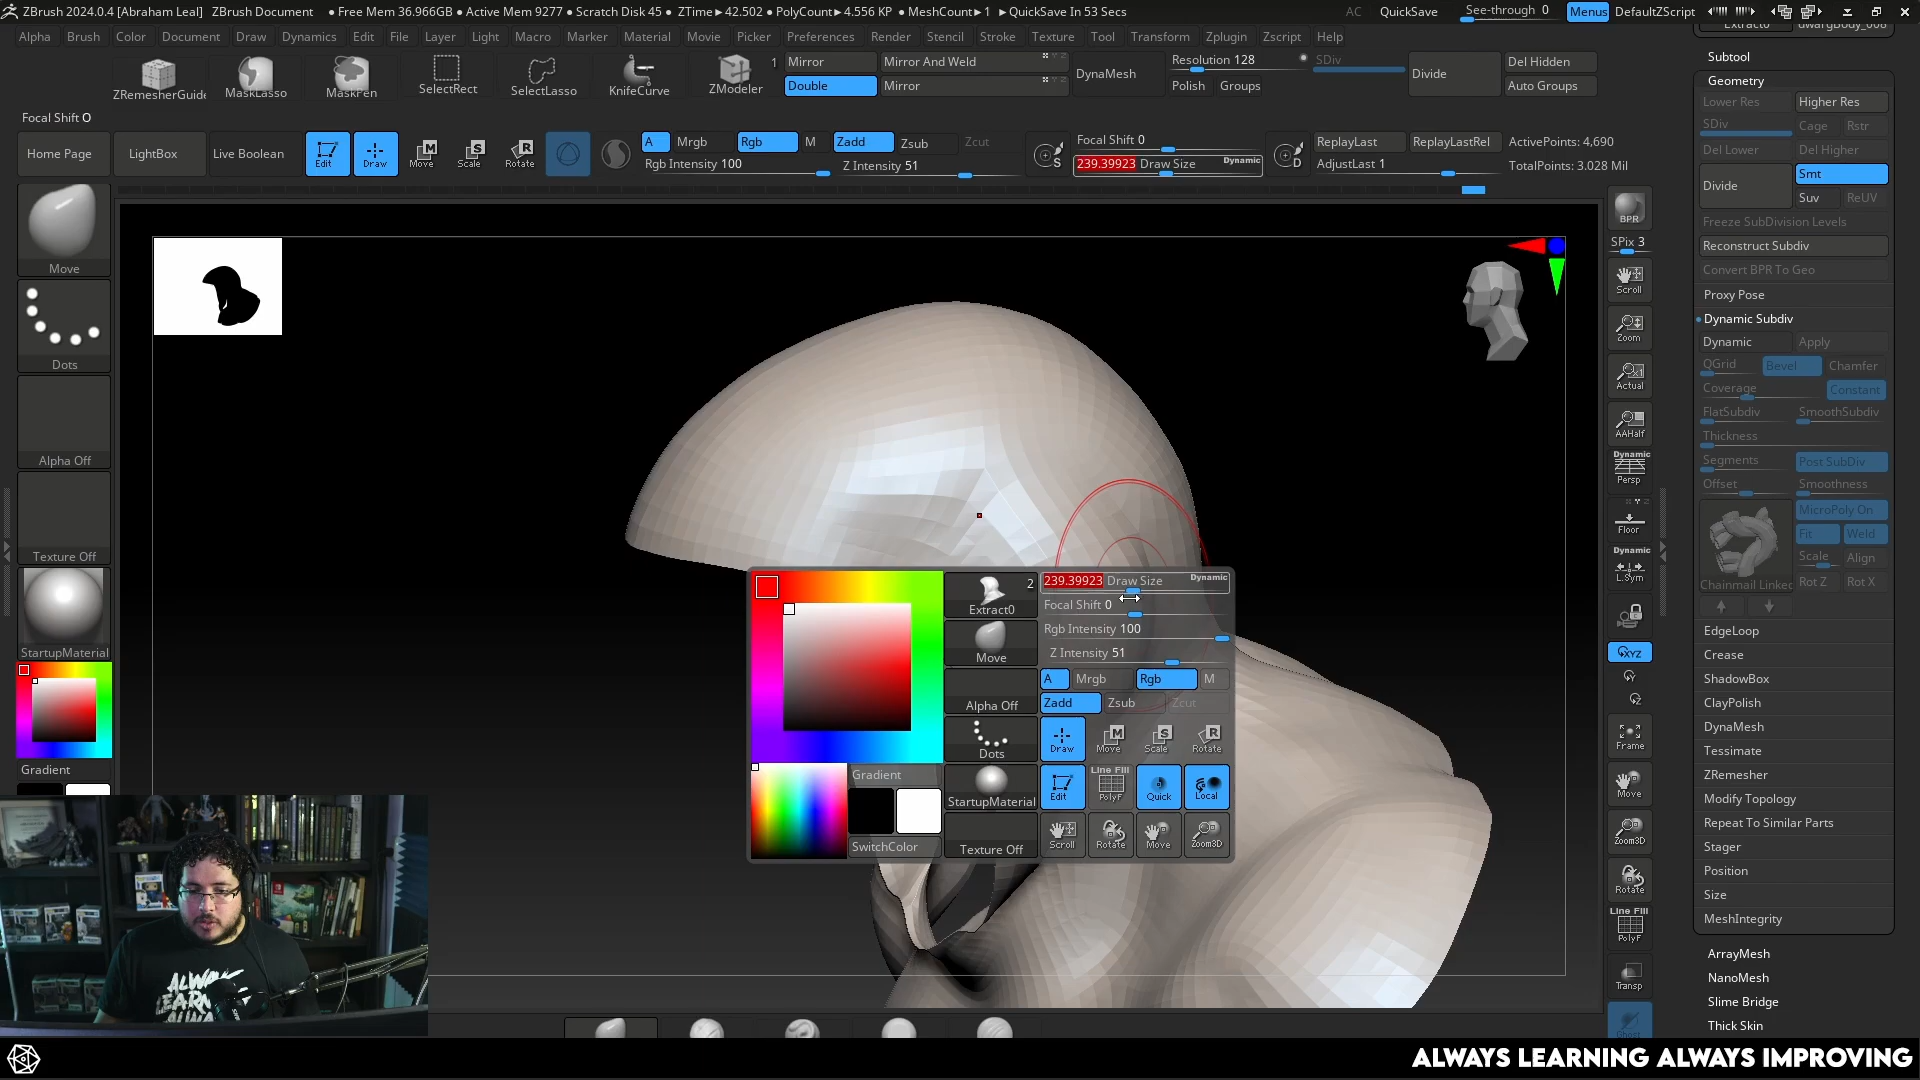 ZBrush 2024.0.4 [Abraham Leal] ZBrush Document ● Free Mem 36.966GB ● Active Mem 9277 ● Scratch Disk 45 ● ZTime►42.502 ● PolyCount►4.556 KP ● MeshCount►1 ►QuickSave In 53 Secs AC QuickSave See-through 0 Menus DefaultZScript
Alpha Brush Color Document Draw Dynamics Edit File Layer Light Macro Marker Material Movie Picker Preferences Render Stencil Stroke Texture Tool Transform Zplugin Zscript Help
ZRemesherGuide MaskLasso MaskPen SelectRect SelectLasso KnifeCurve ZModeler 1
Mirror Mirror And Weld
Double Mirror
DynaMesh
Resolution 128
Polish Groups
SDiv
Divide
Del Hidden
Auto Groups
Focal Shift 0
Home Page LightBox Live Boolean Edit Draw Move Scale Rotate
A Mrgb Rgb M Zadd Zsub Zcut
Rgb Intensity 100 Z Intensity 51
S
Focal Shift 0
239.39923 Draw Size Dynamic
D
ReplayLast ReplayLastRel
AdjustLast 1
ActivePoints: 4,690
TotalPoints: 3.028 Mil
Move
Dots
Alpha Off
Texture Off
StartupMaterial
Gradient
2
Extract0
Move
Alpha Off
Dots
StartupMaterial
Texture Off
Gradient
SwitchColor
239.39923 Draw Size Dynamic
Focal Shift 0
Rgb Intensity 100
Z Intensity 51
A Mrgb Rgb M
Zadd Zsub Zcut
Draw Move Scale Rotate
Edit Line Fill PolyF Quick Local
Scroll Rotate Move Zoom3D
BPR
SPix 3
Scroll
Zoom
Actual
AAHalf
Dynamic
Persp
Floor
Dynamic
L.Sym
XYZ
Frame
Move
Zoom3D
Rotate
Line Fill
PolyF
Transp
Ghost
Subtool
Geometry
Lower Res Higher Res
SDiv Cage Rstr
Del Lower Del Higher
Divide Smt
Suv ReUV
Freeze SubDivision Levels
Reconstruct Subdiv
Convert BPR To Geo
Proxy Pose
Dynamic Subdiv
Dynamic Apply
QGrid Bevel Chamfer
Coverage Constant
FlatSubdiv SmoothSubdiv
Thickness
Segments Post SubDiv
Offset Smoothness
MicroPoly On
Fit Weld
Scale Align
Chainmail Linked Rot Z Rot X
EdgeLoop
Crease
ShadowBox
ClayPolish
DynaMesh
Tessimate
ZRemesher
Modify Topology
Repeat To Similar Parts
Stager
Position
Size
MeshIntegrity
ArrayMesh
NanoMesh
Slime Bridge
Thick Skin
ALWAYS LEARNING ALWAYS IMPROVING